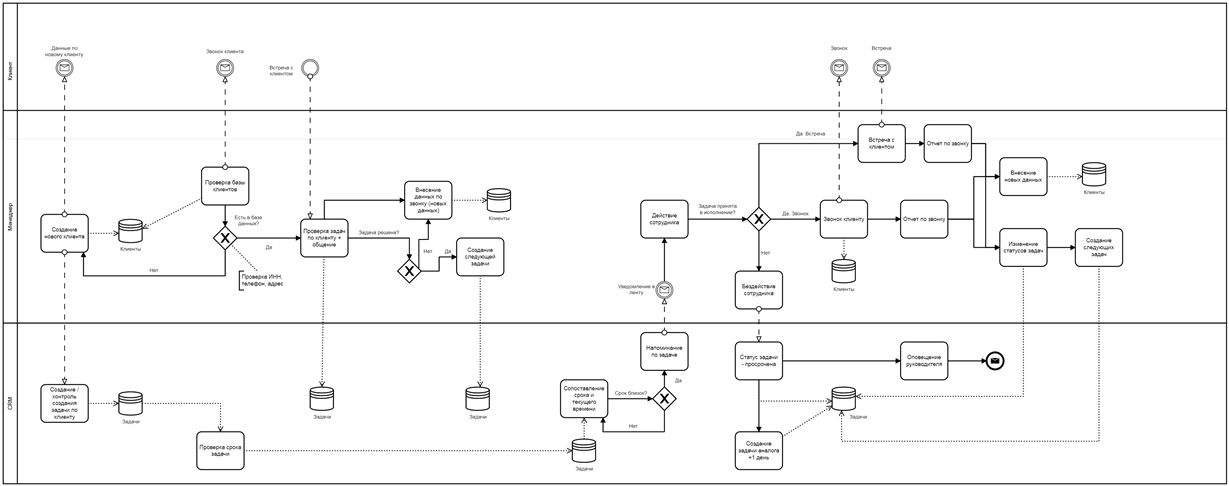 Клиент
Данные по
новому клиенту
Звонок клиента
Встреча с
клиентом
Звонок
Встреча
Менеджер
Проверка базы
клиентов
Есть в базе
данных?
Создание
нового клиента
Клиенты
Да
Нет
Проверка ИНН,
телефон, адрес
Проверка задач
по клиенту +
общение
Задача решена?
Нет
Да
Внесение
данных по
звонку (новых
данных)
Клиенты
Создание
следующей
задачи
Действие
сотрудника
Уведомление в
ленту
Задача принята
в исполнение?
Да. Встреча
Да. Звонок
Нет
Бездействие
сотрудника
Встреча с
клиентом
Отчет по звонку
Звонок клиенту
Отчет по звонку
Клиенты
Внесение
новых данных
Клиенты
Изменение
статусов задач
Создание
следующих
задач
CRM
Создание /
контроль
создания
задачи по
клиенту
Задачи
Проверка срока
задачи
Задачи
Задачи
Сопоставление
срока и
текущего
времени
Срок близок?
Да
Нет
Задачи
Напоминание
по задаче
Статус задачи
- просрочена
Оповещение
руководителя
Задачи
Создание
задачи аналога
+1 день